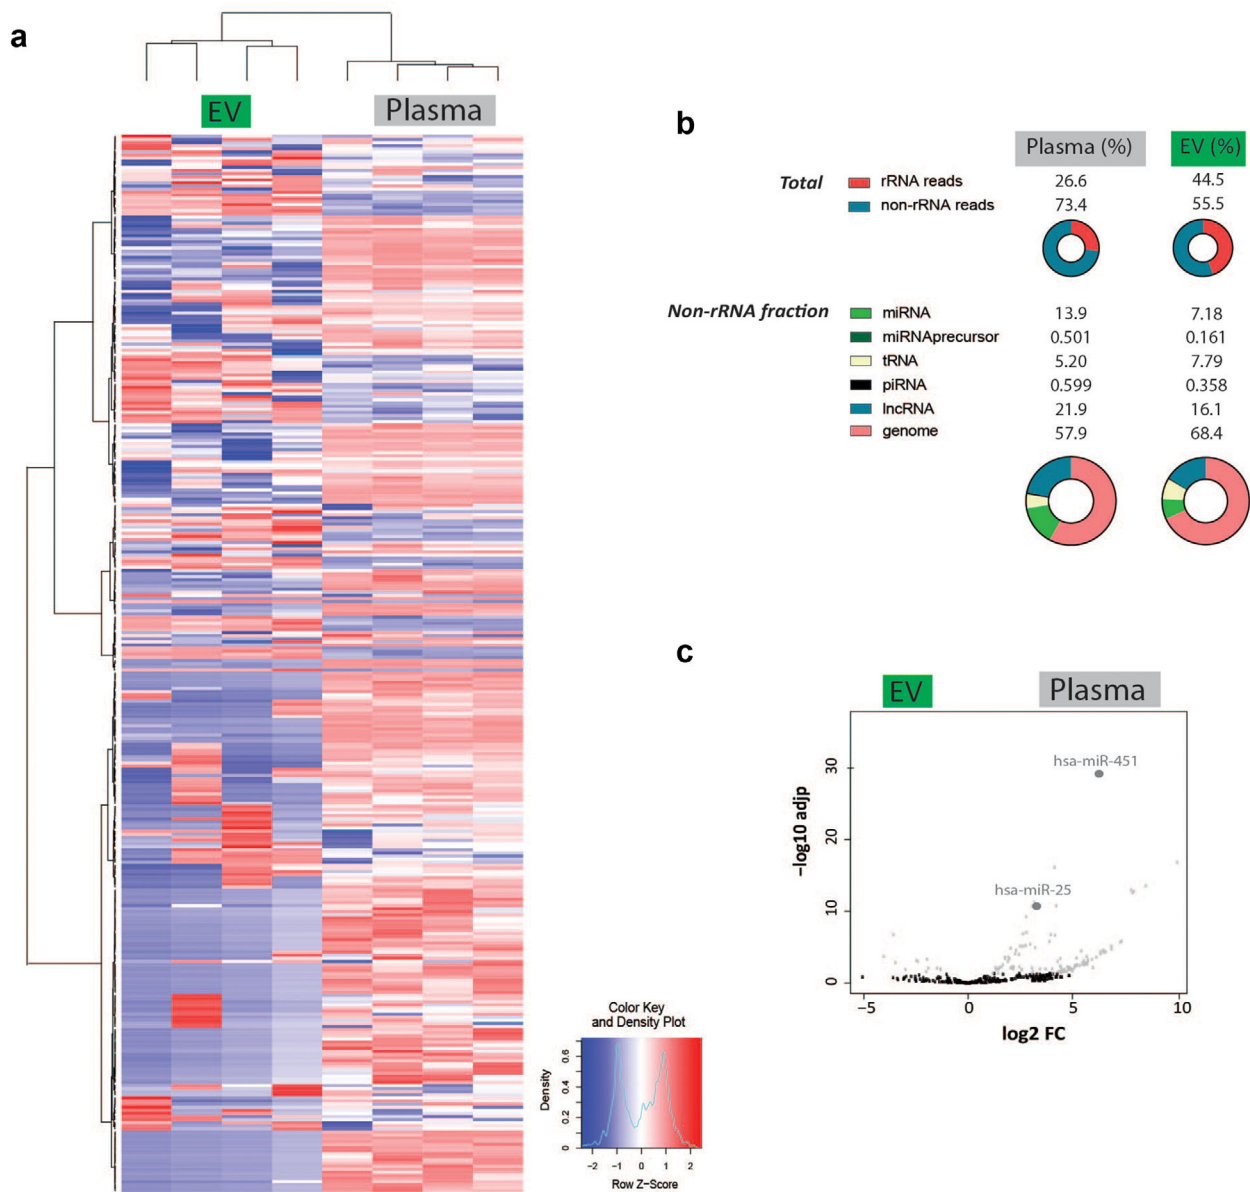 a
EV
Plasma
Color Key
and Density Plot
Density
0 0.2 0.4 0.6
−2 −1 0 1 2
Row Z-Score
b
Plasma (%) EV (%)
Total
rRNA reads 26.6 44.5
non-rRNA reads 73.4 55.5
Non-rRNA fraction
miRNA 13.9 7.18
miRNAprecursor 0.501 0.161
tRNA 5.20 7.79
piRNA 0.599 0.358
lncRNA 21.9 16.1
genome 57.9 68.4
c
EV
Plasma
hsa-miR-451
hsa-miR-25
−log10 adjp
0 10 20 30
−5 0 5 10
log2 FC